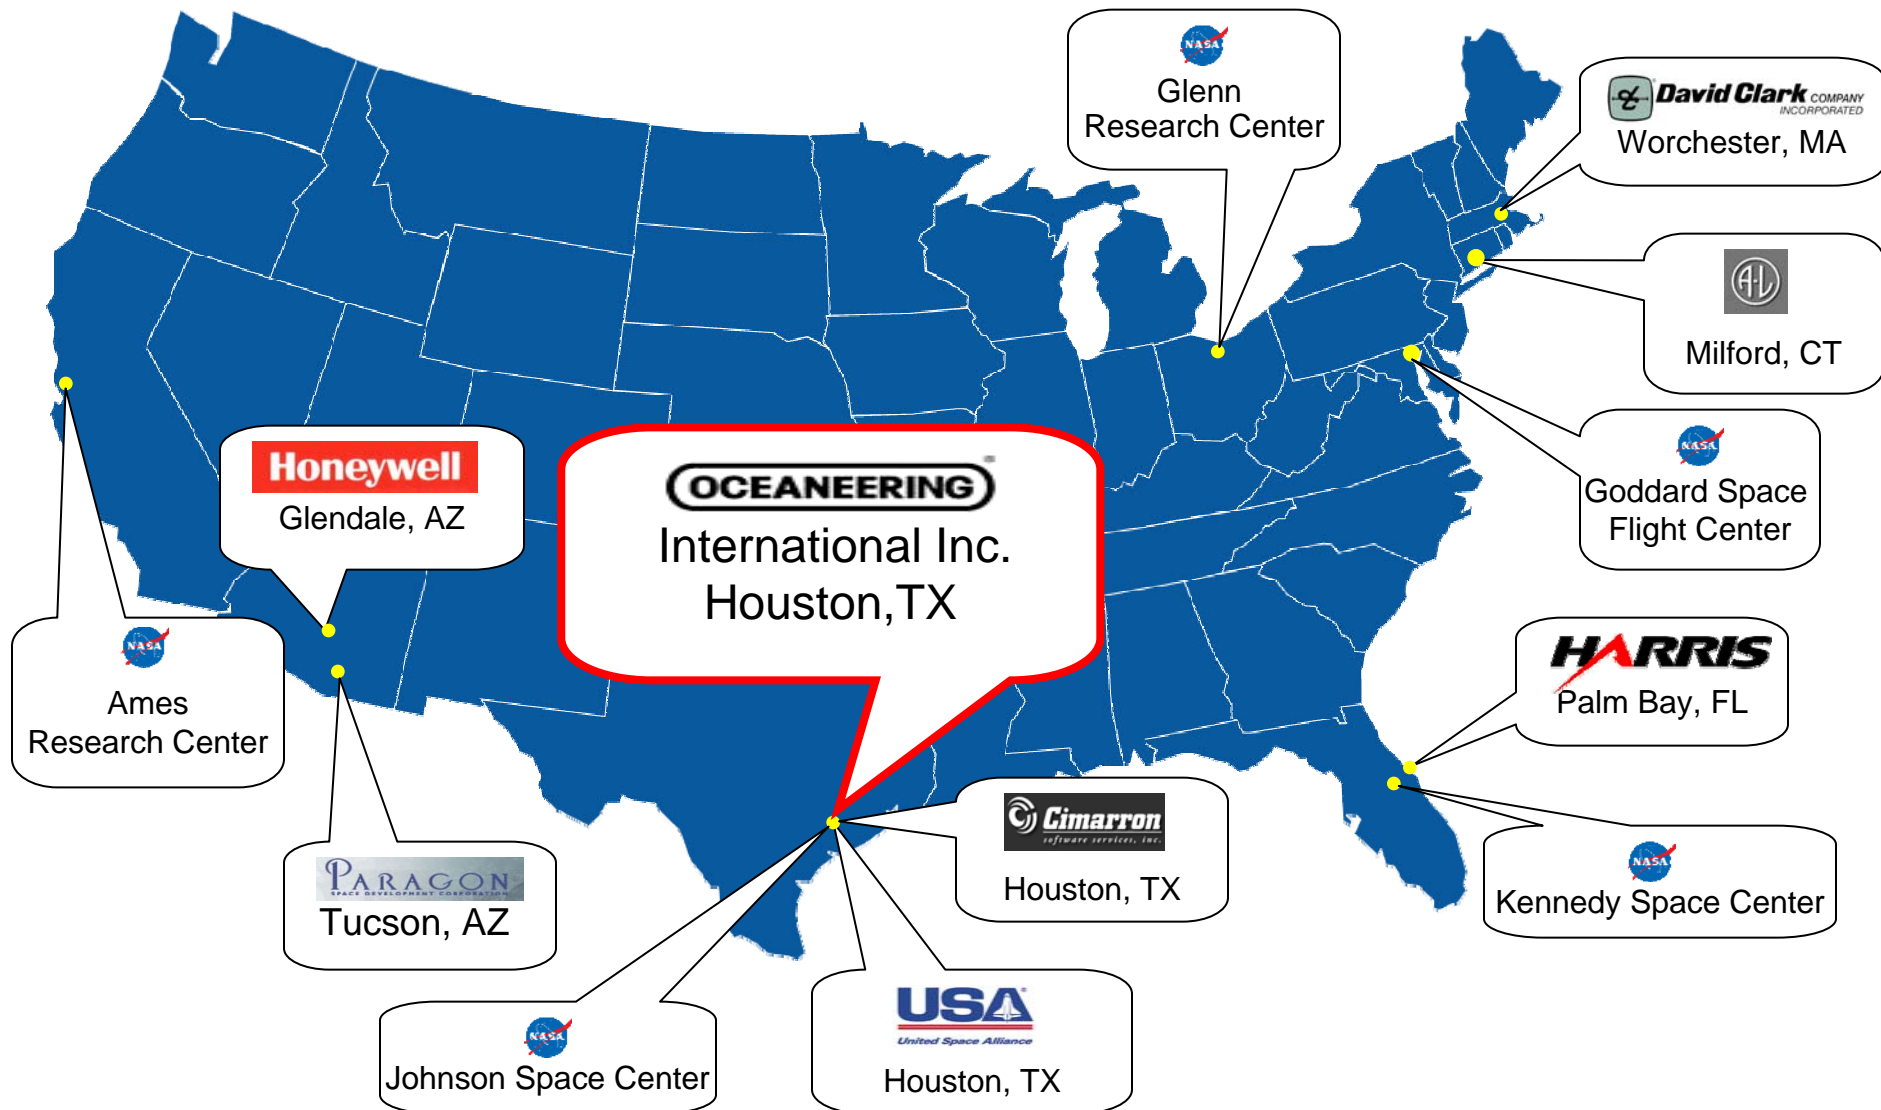 NASA
Glenn
Research Center
David Clark COMPANY
INCORPORATED
Worchester, MA
A-L
Milford, CT
NASA
Goddard Space
Flight Center
Honeywell
Glendale, AZ
OCEANEERING®
International Inc.
Houston,TX
NASA
Ames
Research Center
HARRIS
Palm Bay, FL
Cimarron
software services, inc.
Houston, TX
NASA
Kennedy Space Center
PARAGON
SPACE DEVELOPMENT CORPORATION
Tucson, AZ
NASA
Johnson Space Center
USA
United Space Alliance
Houston, TX